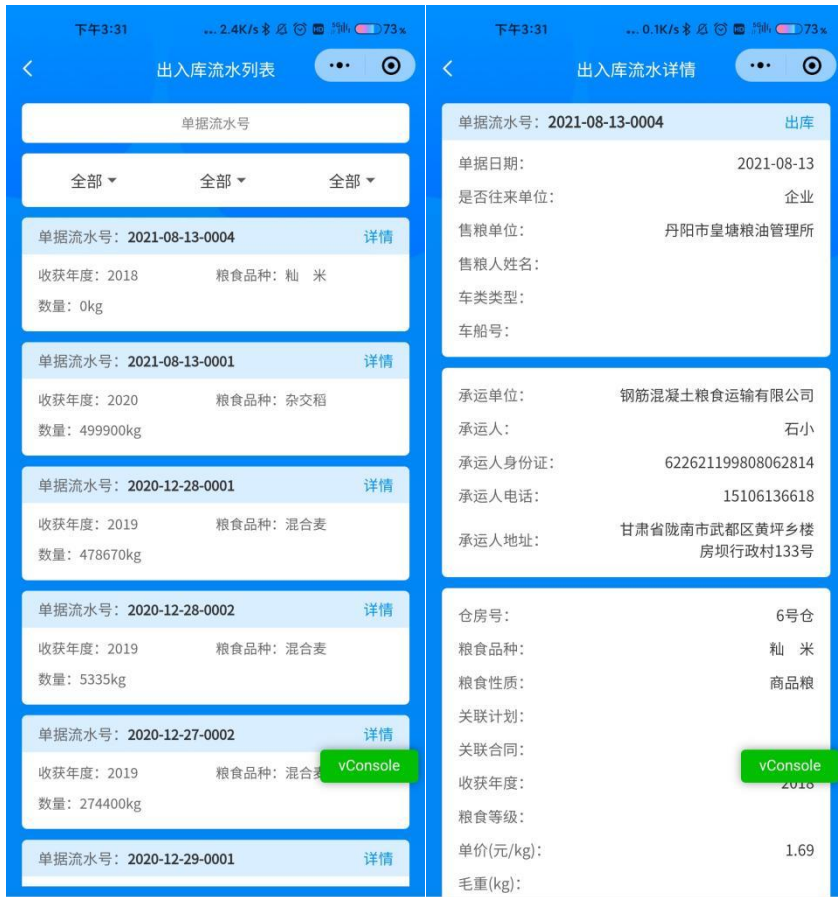 下午3:31 ... 2.4K/s HD 5G 73%
出入库流水列表
单据流水号
全部 全部 全部
单据流水号：2021-08-13-0004 详情
收获年度：2018 粮食品种：籼 米
数量：0kg
单据流水号：2021-08-13-0001 详情
收获年度：2020 粮食品种：杂交稻
数量：499900kg
单据流水号：2020-12-28-0001 详情
收获年度：2019 粮食品种：混合麦
数量：478670kg
单据流水号：2020-12-28-0002 详情
收获年度：2019 粮食品种：混合麦
数量：5335kg
单据流水号：2020-12-27-0002 详情
收获年度：2019 粮食品种：混合麦
vConsole
数量：274400kg
单据流水号：2020-12-29-0001 详情
下午3:31 ... 0.1K/s HD 5G 73%
出入库流水详情
单据流水号：2021-08-13-0004 出库
单据日期： 2021-08-13
是否往来单位： 企业
售粮单位： 丹阳市皇塘粮油管理所
售粮人姓名：
车类类型：
车船号：
承运单位： 钢筋混凝土粮食运输有限公司
承运人： 石小
承运人身份证： 622621199808062814
承运人电话： 15106136618
承运人地址： 甘肃省陇南市武都区黄坪乡楼
房坝行政村133号
仓房号： 6号仓
粮食品种： 籼 米
粮食性质： 商品粮
关联计划：
关联合同：
vConsole
收获年度： 2018
粮食等级：
单价(元/kg)： 1.69
毛重(kg)：